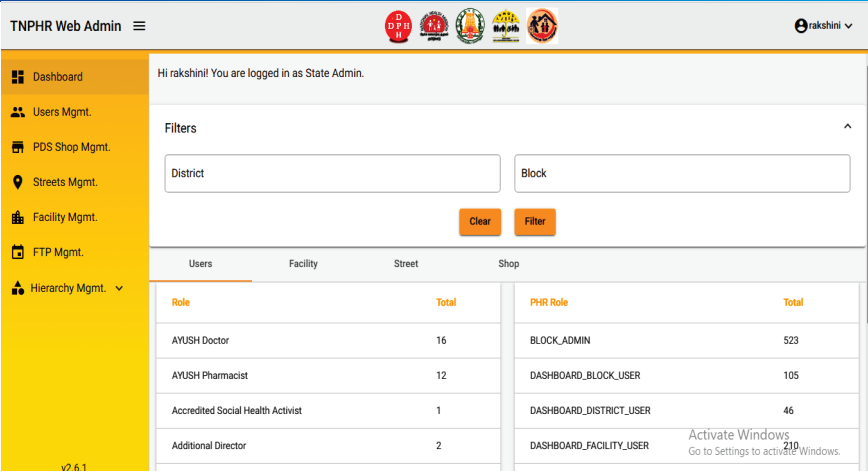 TNPHR Web Admin
D
D P H
H
rakshini
Dashboard
Users Mgmt.
PDS Shop Mgmt.
Streets Mgmt.
Facility Mgmt.
FTP Mgmt.
Hierarchy Mgmt.
v2.6.1
Hi rakshini! You are logged in as State Admin.
Filters
District Block
Clear Filter
Users Facility Street Shop
Role Total PHR Role Total
AYUSH Doctor 16 BLOCK_ADMIN 523
AYUSH Pharmacist 12 DASHBOARD_BLOCK_USER 105
Accredited Social Health Activist 1 DASHBOARD_DISTRICT_USER 46
Additional Director 2 DASHBOARD_FACILITY_USER 210
Activate Windows
Go to Settings to activate Windows.